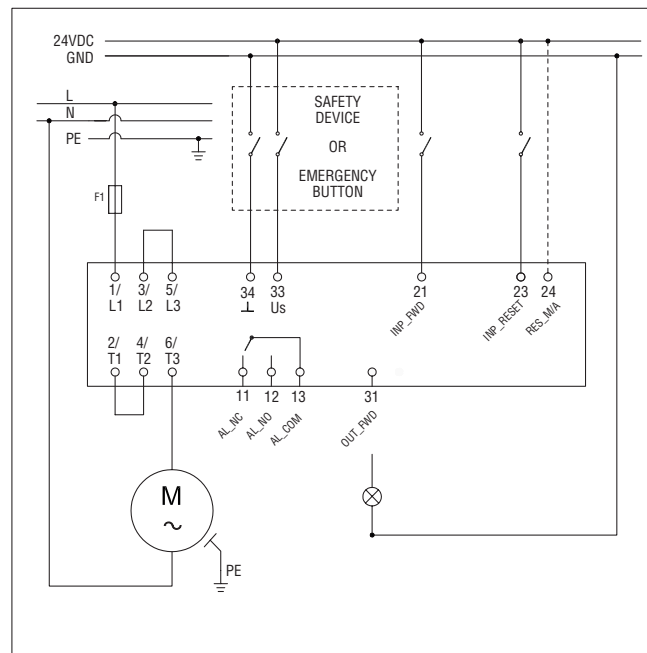 24VDC
GND
L
N
PE
SAFETY
DEVICE
OR
EMERGENCY
BUTTON
F1
1/
L1
3/
L2
5/
L3
34
⊥
33
Us
21
INP_FWD
23
INP_RESET
24
RES_M/A
2/
T1
4/
T2
6/
T3
11
AL_NC
12
AL_NO
13
AL_COM
31
OUT_FWD
M
~
PE